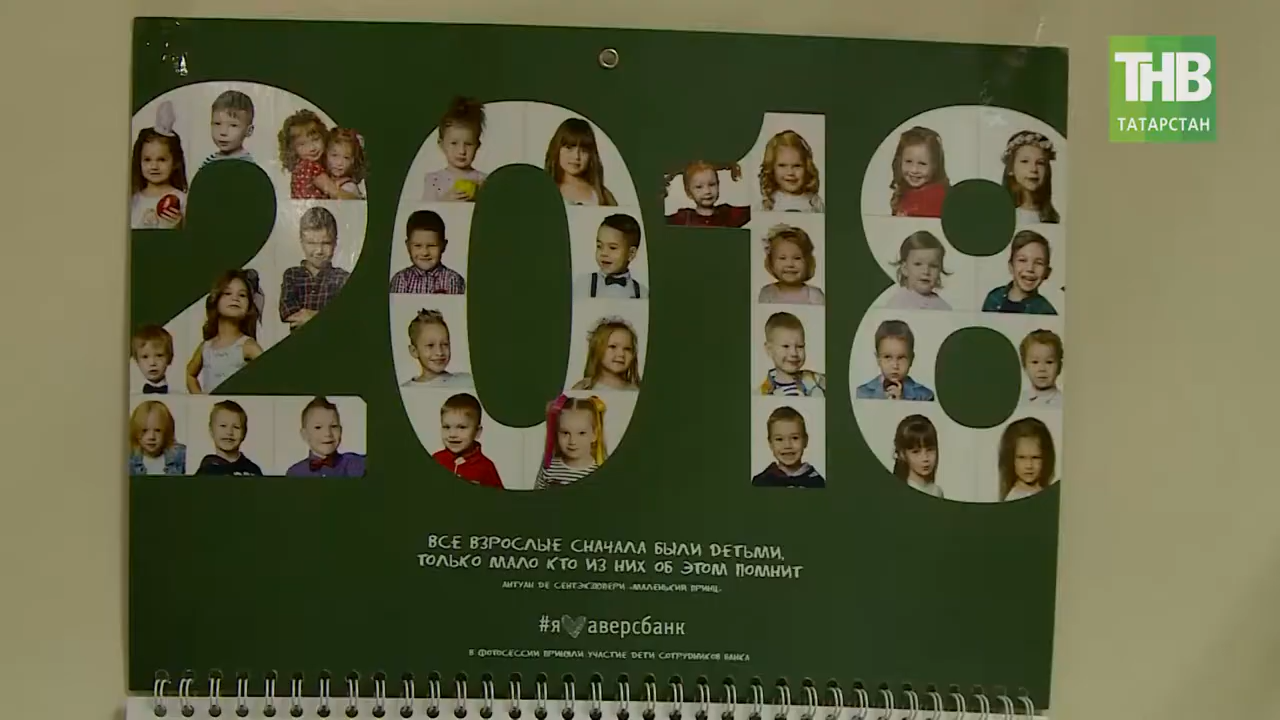 ТНВ
ТАТАРСТАН
2018
ВСЕ ВЗРОСЛЫЕ СНАЧАЛА БЫЛИ ДЕТЬМИ,
ТОЛЬКО МАЛО КТО ИЗ НИХ ОБ ЭТОМ ПОМНИТ
АНТУАН ДЕ СЕНТ-ЭКЗЮПЕРИ «МАЛЕНЬКИЙ ПРИНЦ»
#я аверсбанк
В ФОТОСЕССИИ ПРИНЯЛИ УЧАСТИЕ ДЕТИ СОТРУДНИКОВ БАНКА